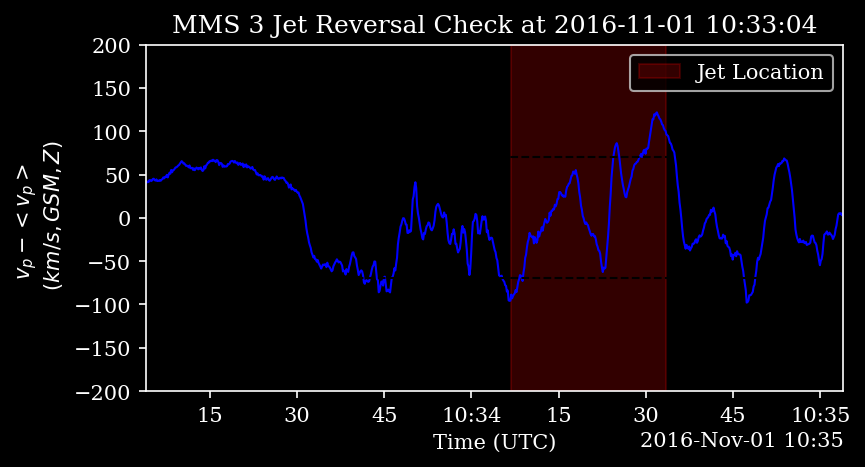 MMS 3 Jet Reversal Check at 2016-11-01 10:33:04
Jet Location
v_p − <v_p>
(km/s, GSM, Z)
200
150
100
50
0
−50
−100
−150
−200
15 30 45 10:34 15 30 45 10:35
Time (UTC)
2016-Nov-01 10:35